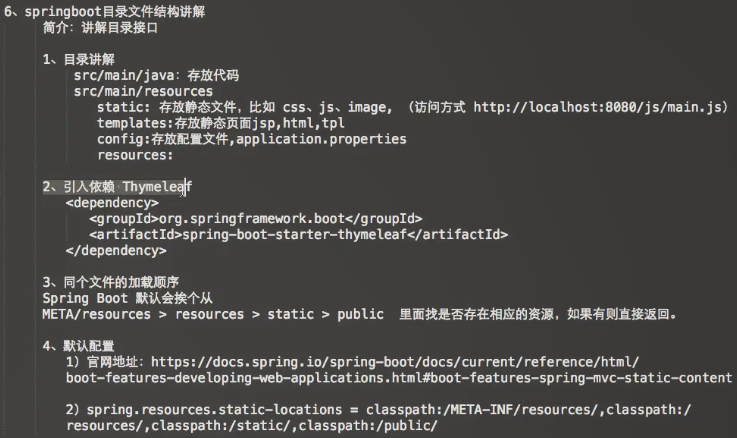 6、springboot目录文件结构讲解
简介：讲解目录接口
1、目录讲解
src/main/java：存放代码
src/main/resources
static: 存放静态文件，比如 css、js、image, （访问方式 http://localhost:8080/js/main.js）
templates:存放静态页面jsp,html,tpl
config:存放配置文件,application.properties
resources:
2、引入依赖 Thymeleaf
<dependency>
<groupId>org.springframework.boot</groupId>
<artifactId>spring-boot-starter-thymeleaf</artifactId>
</dependency>
3、同个文件的加载顺序
Spring Boot 默认会挨个从
META/resources > resources > static > public 里面找是否存在相应的资源，如果有则直接返回。
4、默认配置
1）官网地址：https://docs.spring.io/spring-boot/docs/current/reference/html/
boot-features-developing-web-applications.html#boot-features-spring-mvc-static-content
2）spring.resources.static-locations = classpath:/META-INF/resources/,classpath:/
resources/,classpath:/static/,classpath:/public/